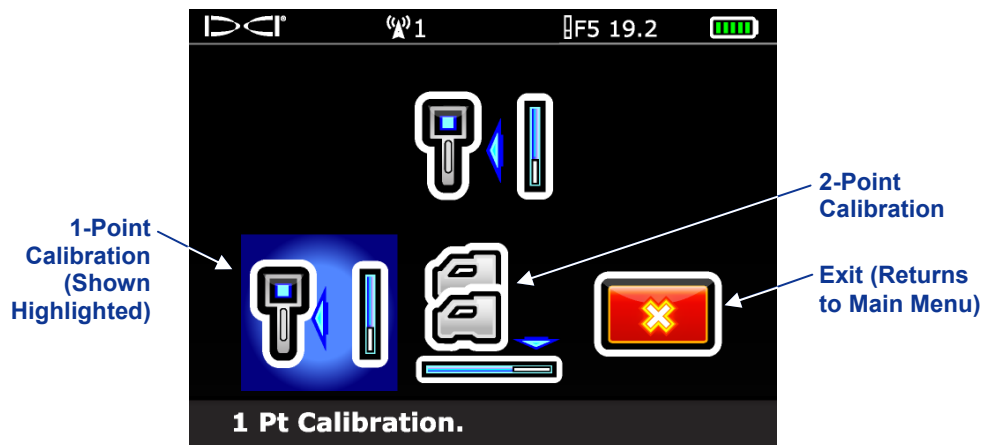 DCI®
1
F5 19.2
1-Point
Calibration
(Shown
Highlighted)
2-Point
Calibration
Exit (Returns
to Main Menu)
1 Pt Calibration.